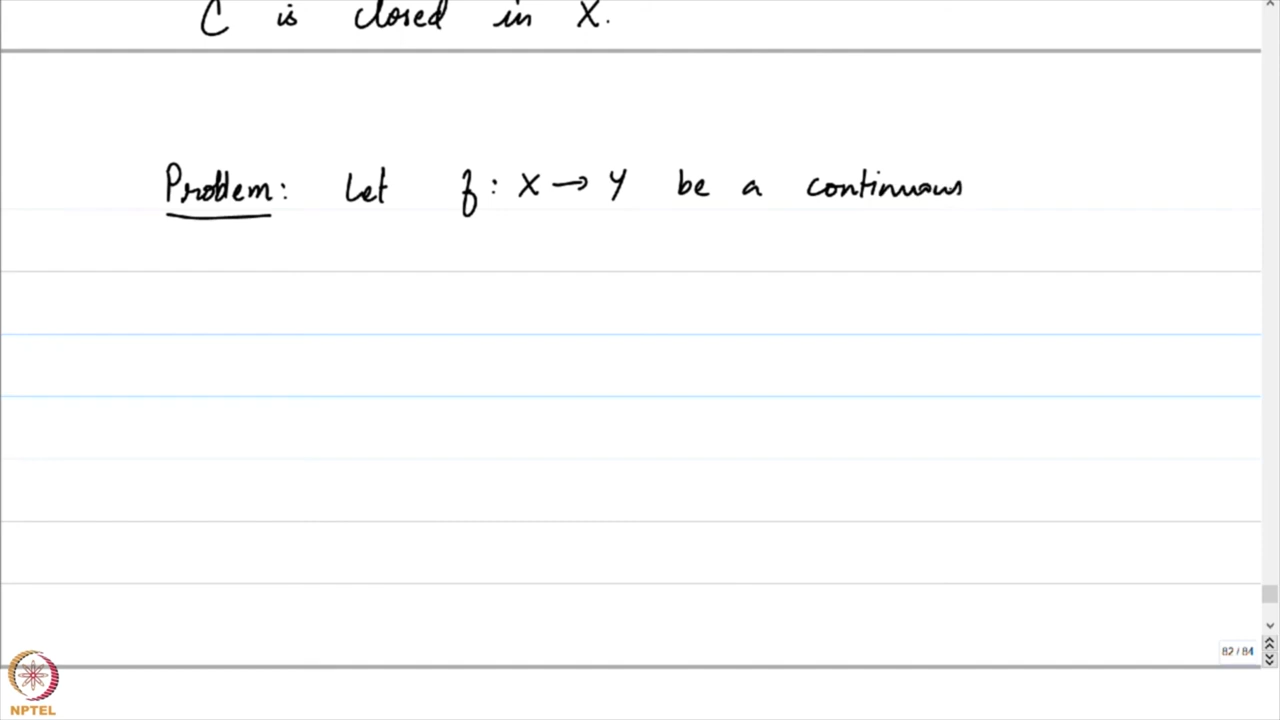 C is closed in X.
Problem: Let f : X → Y be a continuous
82 / 84
NPTEL